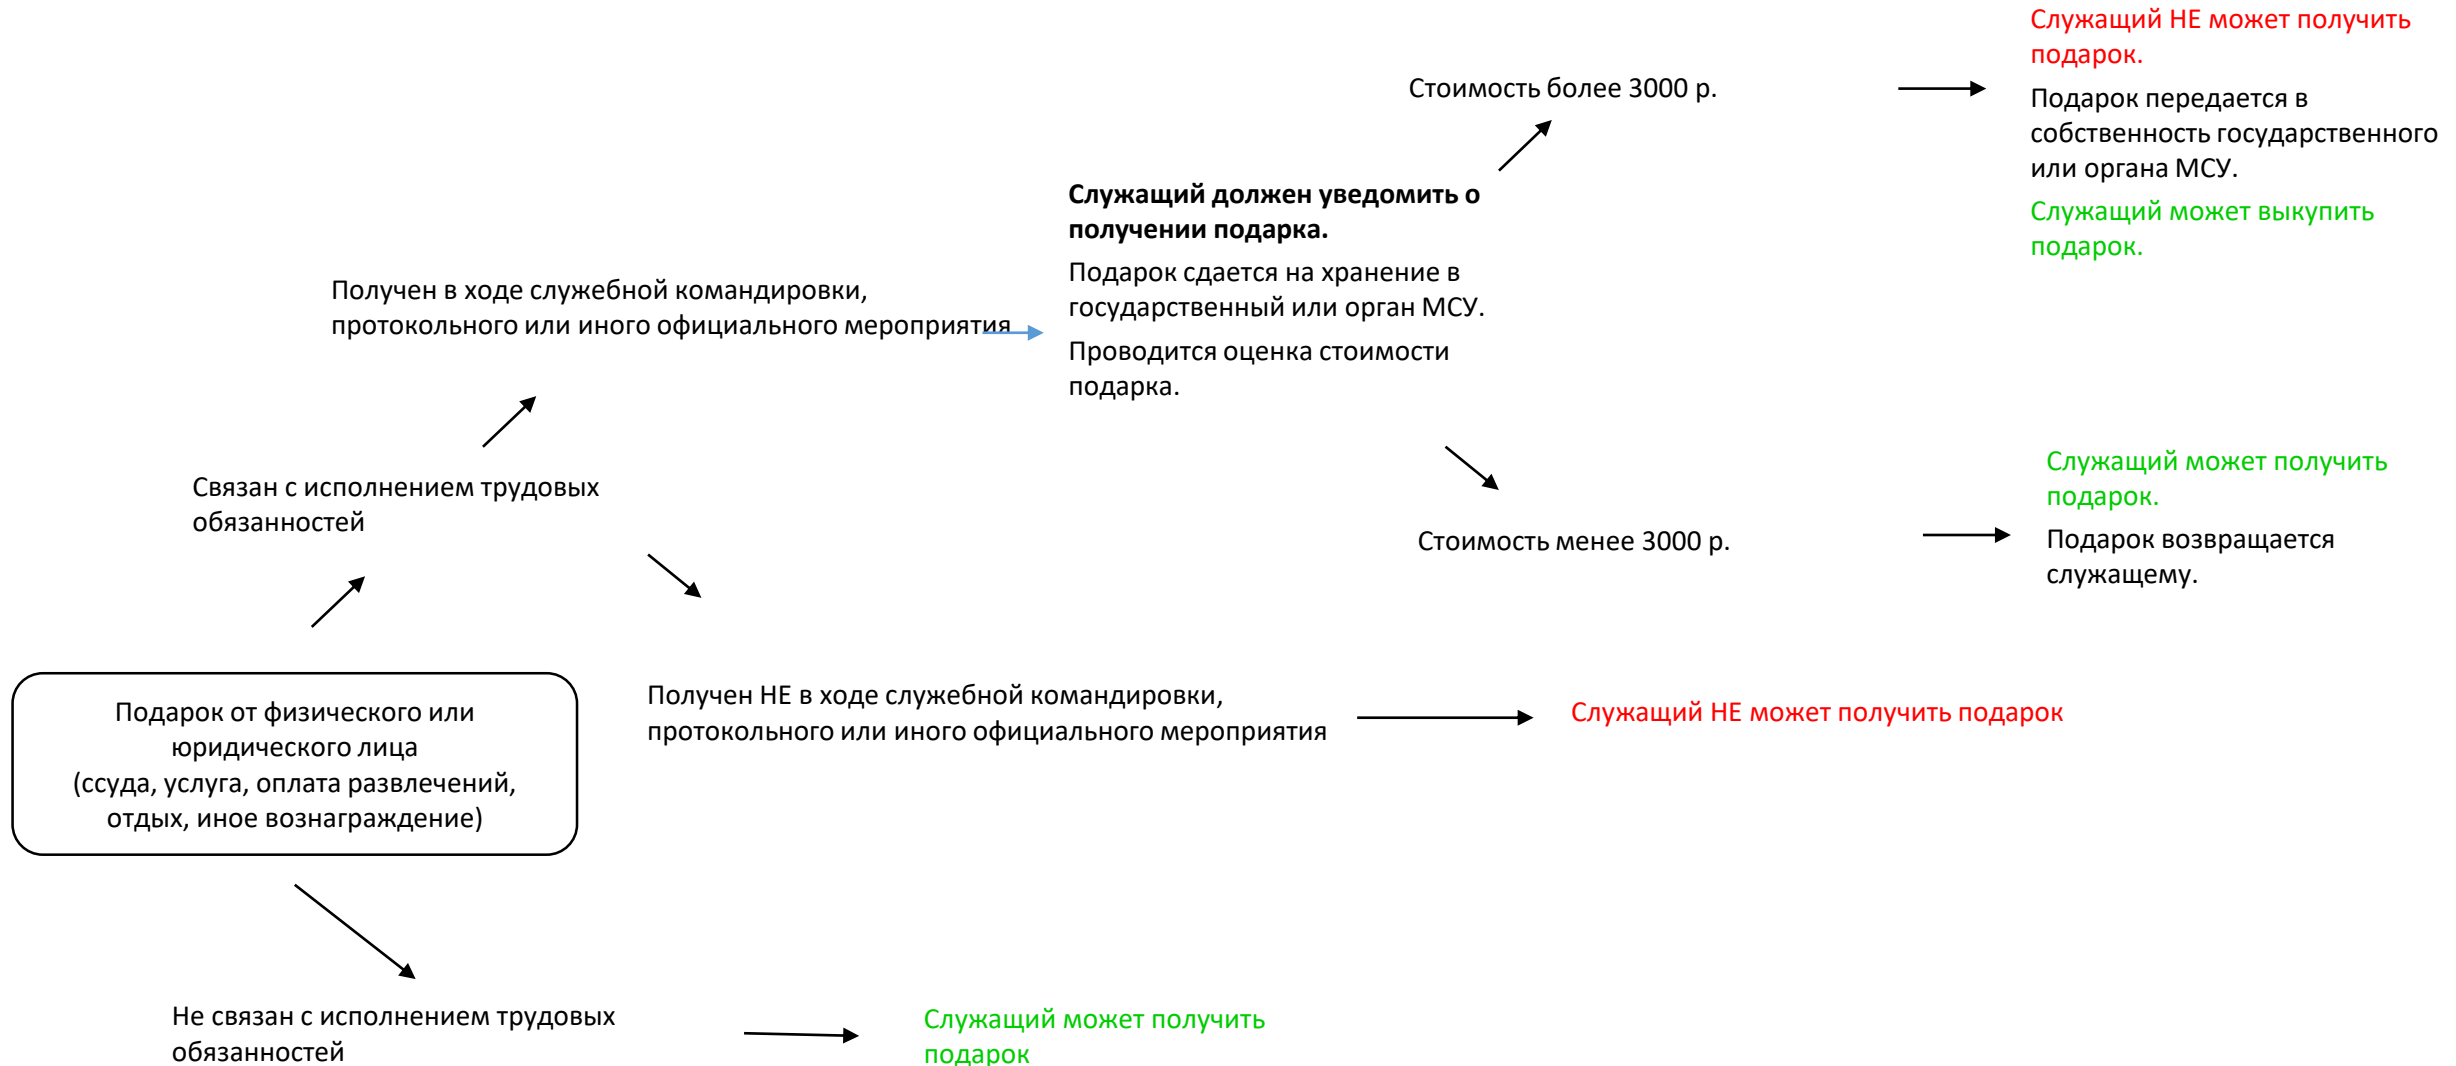 Служащий НЕ может получить
подарок.
Подарок передается в
собственность государственного
или органа МСУ.
Служащий может выкупить
подарок.
Стоимость более 3000 р.
Служащий должен уведомить о
получении подарка.
Подарок сдается на хранение в
государственный или орган МСУ.
Проводится оценка стоимости
подарка.
Получен в ходе служебной командировки,
протокольного или иного официального мероприятия
Служащий может получить
подарок.
Подарок возвращается
служащему.
Стоимость менее 3000 р.
Связан с исполнением трудовых
обязанностей
Подарок от физического или
юридического лица
(ссуда, услуга, оплата развлечений,
отдых, иное вознаграждение)
Получен НЕ в ходе служебной командировки,
протокольного или иного официального мероприятия
Служащий НЕ может получить подарок
Не связан с исполнением трудовых
обязанностей
Служащий может получить
подарок